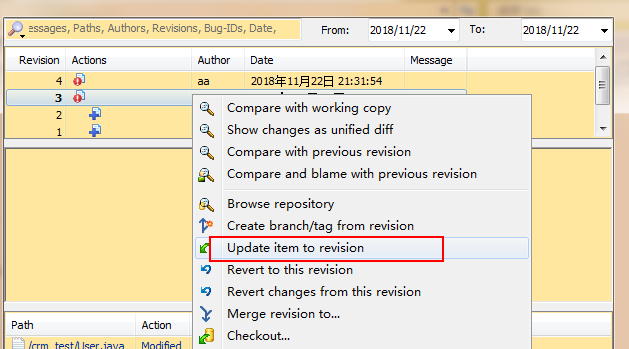 essages, Paths, Authors, Revisions, Bug-IDs, Date, From: 2018/11/22 To: 2018/11/22
Revision Actions Author Date Message
4 aa 2018年11月22日 21:31:54
3
2
1
Compare with working copy
Show changes as unified diff
Compare with previous revision
Compare and blame with previous revision
Browse repository
Create branch/tag from revision
Update item to revision
Revert to this revision
Revert changes from this revision
Merge revision to...
Checkout...
Path Action
/crm_test/User.java Modified